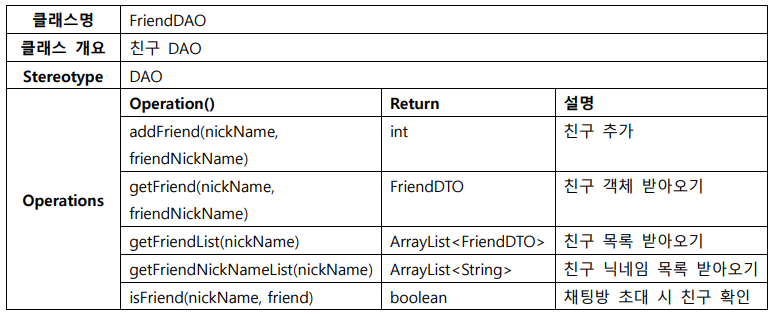 클래스명 FriendDAO
클래스 개요 친구 DAO
Stereotype DAO
Operations
Operation() Return 설명
addFriend(nickName, int 친구 추가
friendNickName)
getFriend(nickName, FriendDTO 친구 객체 받아오기
friendNickName)
getFriendList(nickName) ArrayList<FriendDTO> 친구 목록 받아오기
getFriendNickNameList(nickName) ArrayList<String> 친구 닉네임 목록 받아오기
isFriend(nickName, friend) boolean 채팅방 초대 시 친구 확인